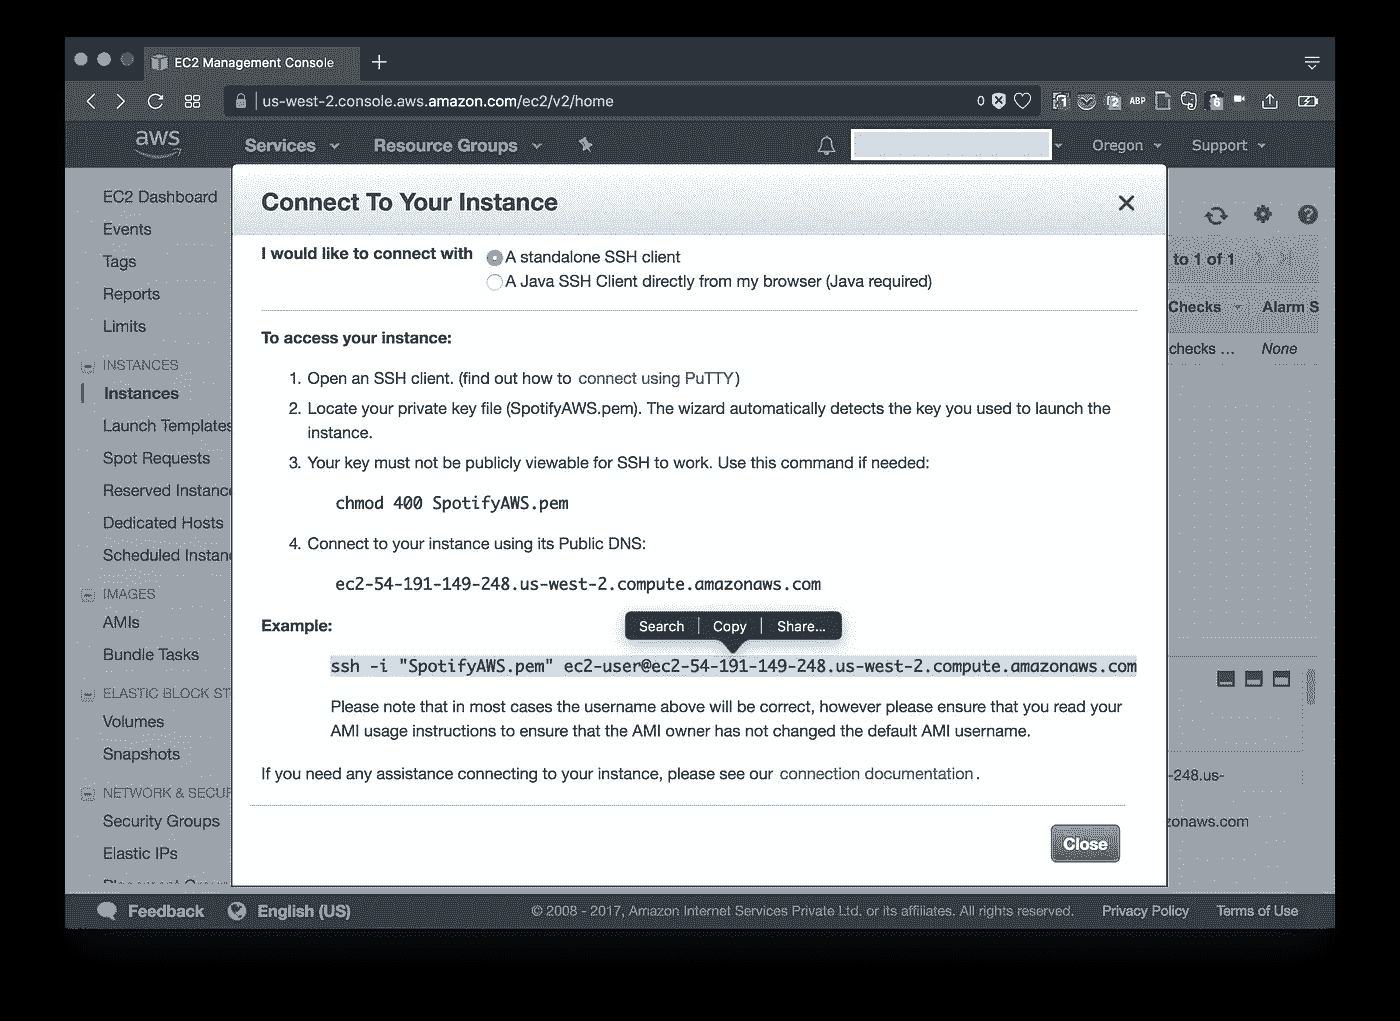 EC2 Management Console
us-west-2.console.aws.amazon.com/ec2/v2/home
0
ABP
aws
Services
Resource Groups
Oregon
Support
EC2 Dashboard
Events
Tags
Reports
Limits
INSTANCES
Instances
Launch Templates
Spot Requests
Reserved Instanc
Dedicated Hosts
Scheduled Instan
IMAGES
AMIs
Bundle Tasks
ELASTIC BLOCK ST
Volumes
Snapshots
NETWORK & SECUR
Security Groups
Elastic IPs
Connect To Your Instance
I would like to connect with
A standalone SSH client
A Java SSH Client directly from my browser (Java required)
To access your instance:
1. Open an SSH client. (find out how to connect using PuTTY)
2. Locate your private key file (SpotifyAWS.pem). The wizard automatically detects the key you used to launch the
instance.
3. Your key must not be publicly viewable for SSH to work. Use this command if needed:
chmod 400 SpotifyAWS.pem
4. Connect to your instance using its Public DNS:
ec2-54-191-149-248.us-west-2.compute.amazonaws.com
Example:
Search
Copy
Share...
ssh -i "SpotifyAWS.pem" ec2-user@ec2-54-191-149-248.us-west-2.compute.amazonaws.com
Please note that in most cases the username above will be correct, however please ensure that you read your
AMI usage instructions to ensure that the AMI owner has not changed the default AMI username.
If you need any assistance connecting to your instance, please see our connection documentation.
Close
to 1 of 1
Checks
Alarm S
checks ...
None
-248.us-
zonaws.com
Feedback
English (US)
© 2008 - 2017, Amazon Internet Services Private Ltd. or its affiliates. All rights reserved.
Privacy Policy
Terms of Use